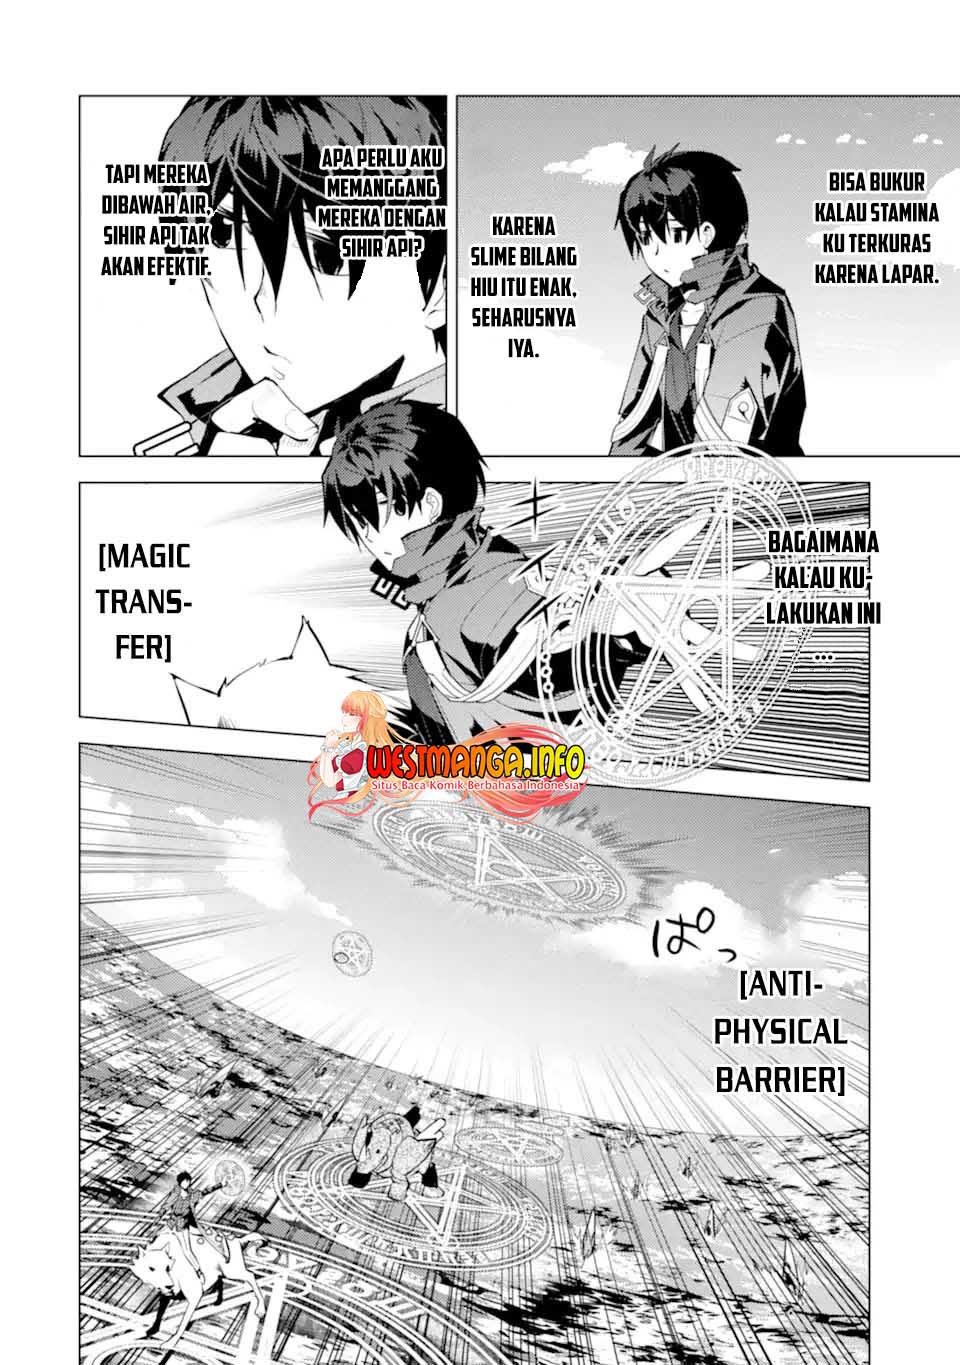 BISA BUKUR
KALAU STAMINA
KU TERKURAS
KARENA LAPAR.
KARENA
SLIME BILANG
HIU ITU ENAK,
SEHARUSNYA
IYA.
APA PERLU AKU
MEMANGGANG
MEREKA DENGAN
SIHIR API?
TAPI MEREKA
DIBAWAH AIR,
SIHIR API TAK
AKAN EFEKTIF.
BAGAIMANA
KALAU KU-
LAKUKAN INI
...
[MAGIC
TRANS-
FER]
WESTMANGA.INFO
Situs Baca Komik Berbahasa Indonesia
ぱっ
[ANTI-
PHYSICAL
BARRIER]